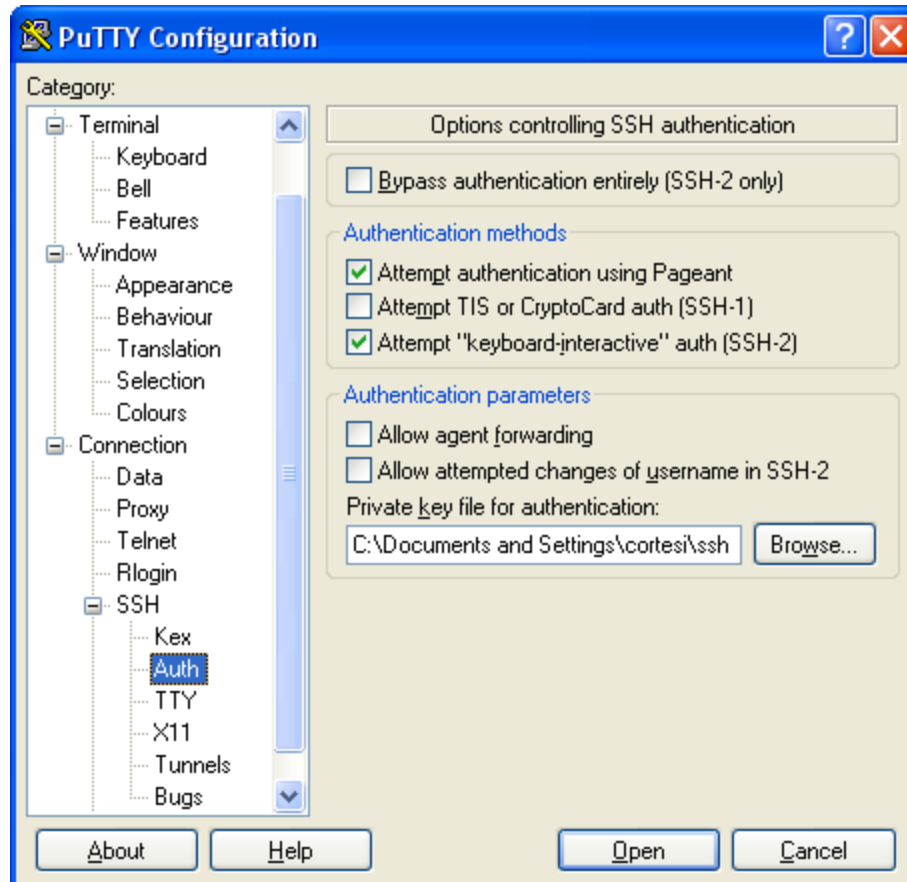 PuTTY Configuration
Category:
Terminal
Keyboard
Bell
Features
Window
Appearance
Behaviour
Translation
Selection
Colours
Connection
Data
Proxy
Telnet
Rlogin
SSH
Kex
Auth
TTY
X11
Tunnels
Bugs
Options controlling SSH authentication
Bypass authentication entirely (SSH-2 only)
Authentication methods
Attempt authentication using Pageant
Attempt TIS or CryptoCard auth (SSH-1)
Attempt "keyboard-interactive" auth (SSH-2)
Authentication parameters
Allow agent forwarding
Allow attempted changes of username in SSH-2
Private key file for authentication:
C:\Documents and Settings\cortesi\ssh
Browse...
About
Help
Open
Cancel